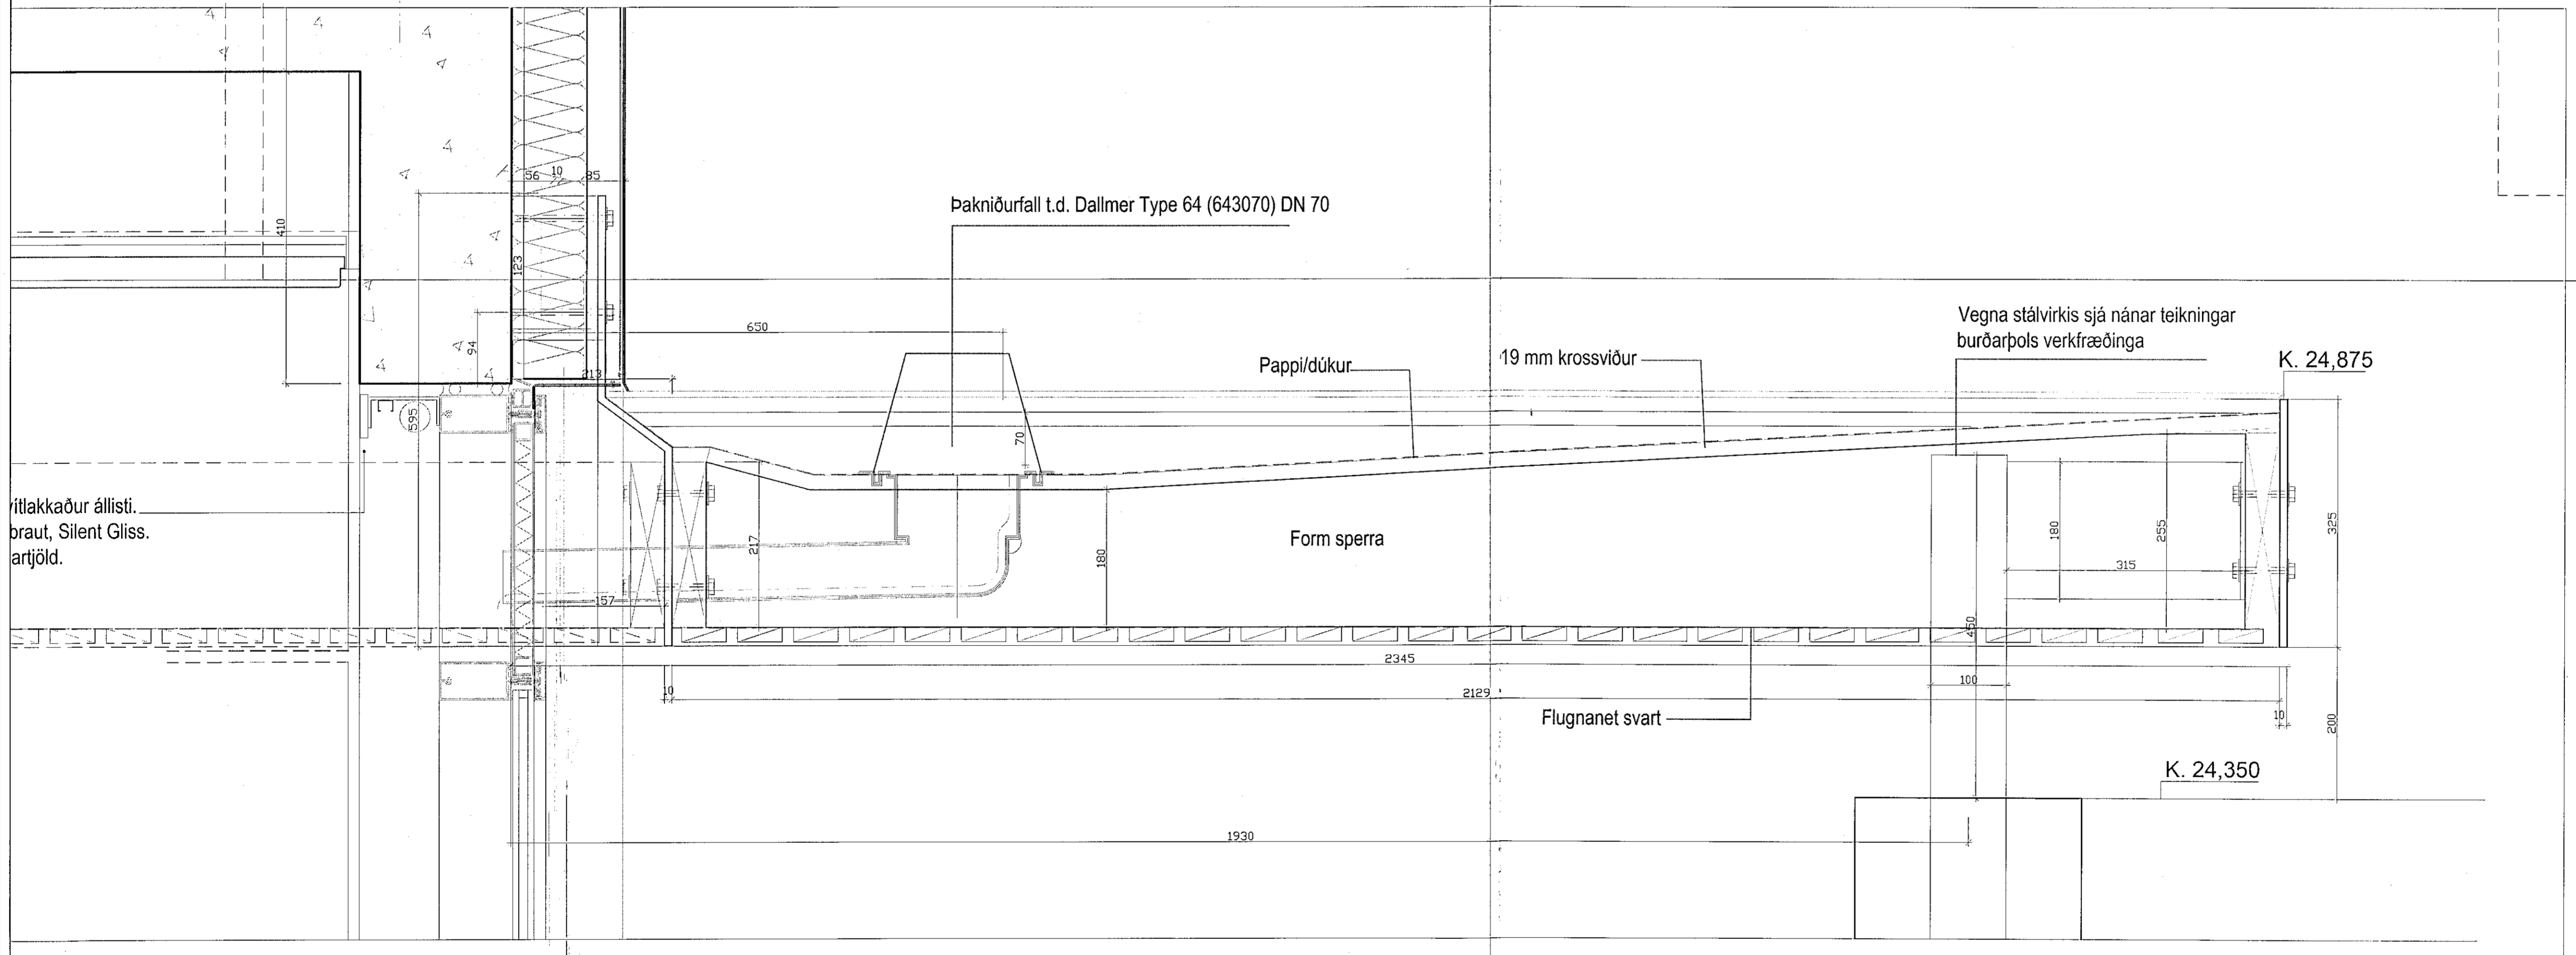 56 10 35
410
Þakniðurfall t.d. Dallmer Type 64 (643070) DN 70
123
650
94
213
Pappi/dúkur
19 mm krossviður
Vegna stálvirkis sjá nánar teikningar
burðarþols verkfræðinga
K. 24,875
595
70
ítlakkaður állisti.
braut, Silent Gliss.
artjöld.
217
180
Form sperra
180
255
325
315
157
450
2345
10
2129
100
Flugnanet svart
10
200
K. 24,350
1930